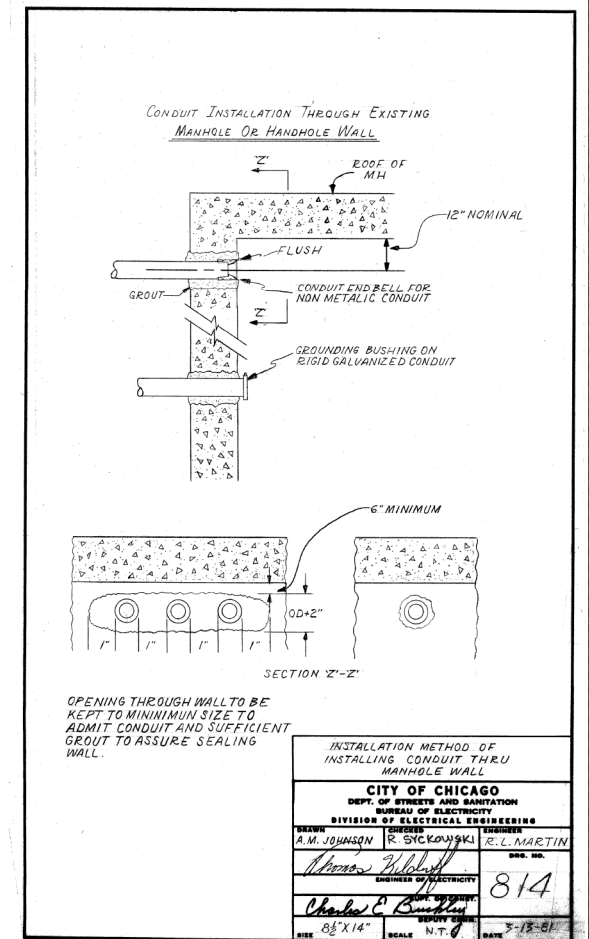 CONDUIT INSTALLATION THROUGH EXISTING
MANHOLE OR HANDHOLE WALL
'Z'
ROOF OF
MH
12" NOMINAL
FLUSH
GROUT
CONDUIT END BELL FOR
NON METALIC CONDUIT
'Z'
GROUNDING BUSHING ON
RIGID GALVANIZED CONDUIT
6" MINIMUM
OD+2"
1" 1" 1" 1"
SECTION 'Z'-'Z'
OPENING THROUGH WALL TO BE
KEPT TO MININIMUN SIZE TO
ADMIT CONDUIT AND SUFFICIENT
GROUT TO ASSURE SEALING
WALL.
INSTALLATION METHOD OF
INSTALLING CONDUIT THRU
MANHOLE WALL
CITY OF CHICAGO
DEPT. OF STREETS AND SANITATION
BUREAU OF ELECTRICITY
DIVISION OF ELECTRICAL ENGINEERING
DRAWN CHECKED ENGINEER
A.M. JOHNSON R. SYCKOWSKI R.L. MARTIN
DRG. NO.
Thomas
ENGINEER OF ELECTRICITY
814
SUPT. OF CONST.
Charles E
DEPUTY COMM.
SIZE 8½"X14" SCALE N.T. DATE 3-13-81